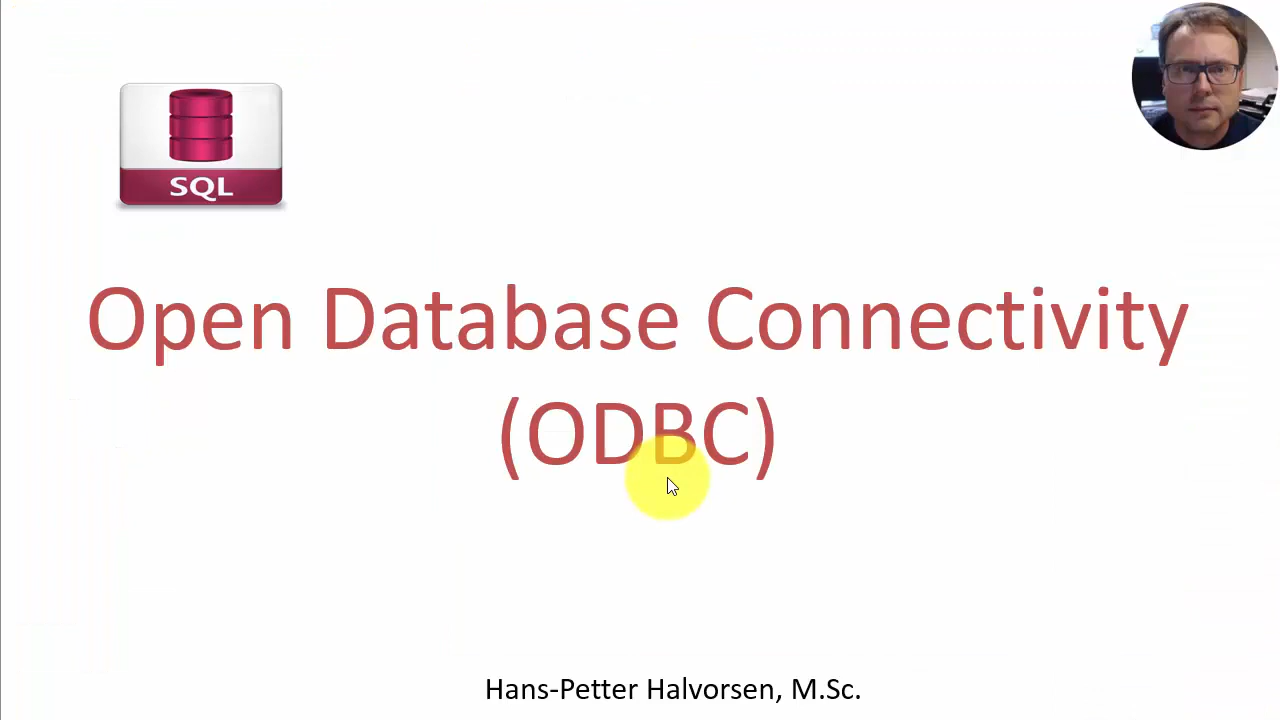 SQL
Open Database Connectivity
(ODBC)
Hans-Petter Halvorsen, M.Sc.